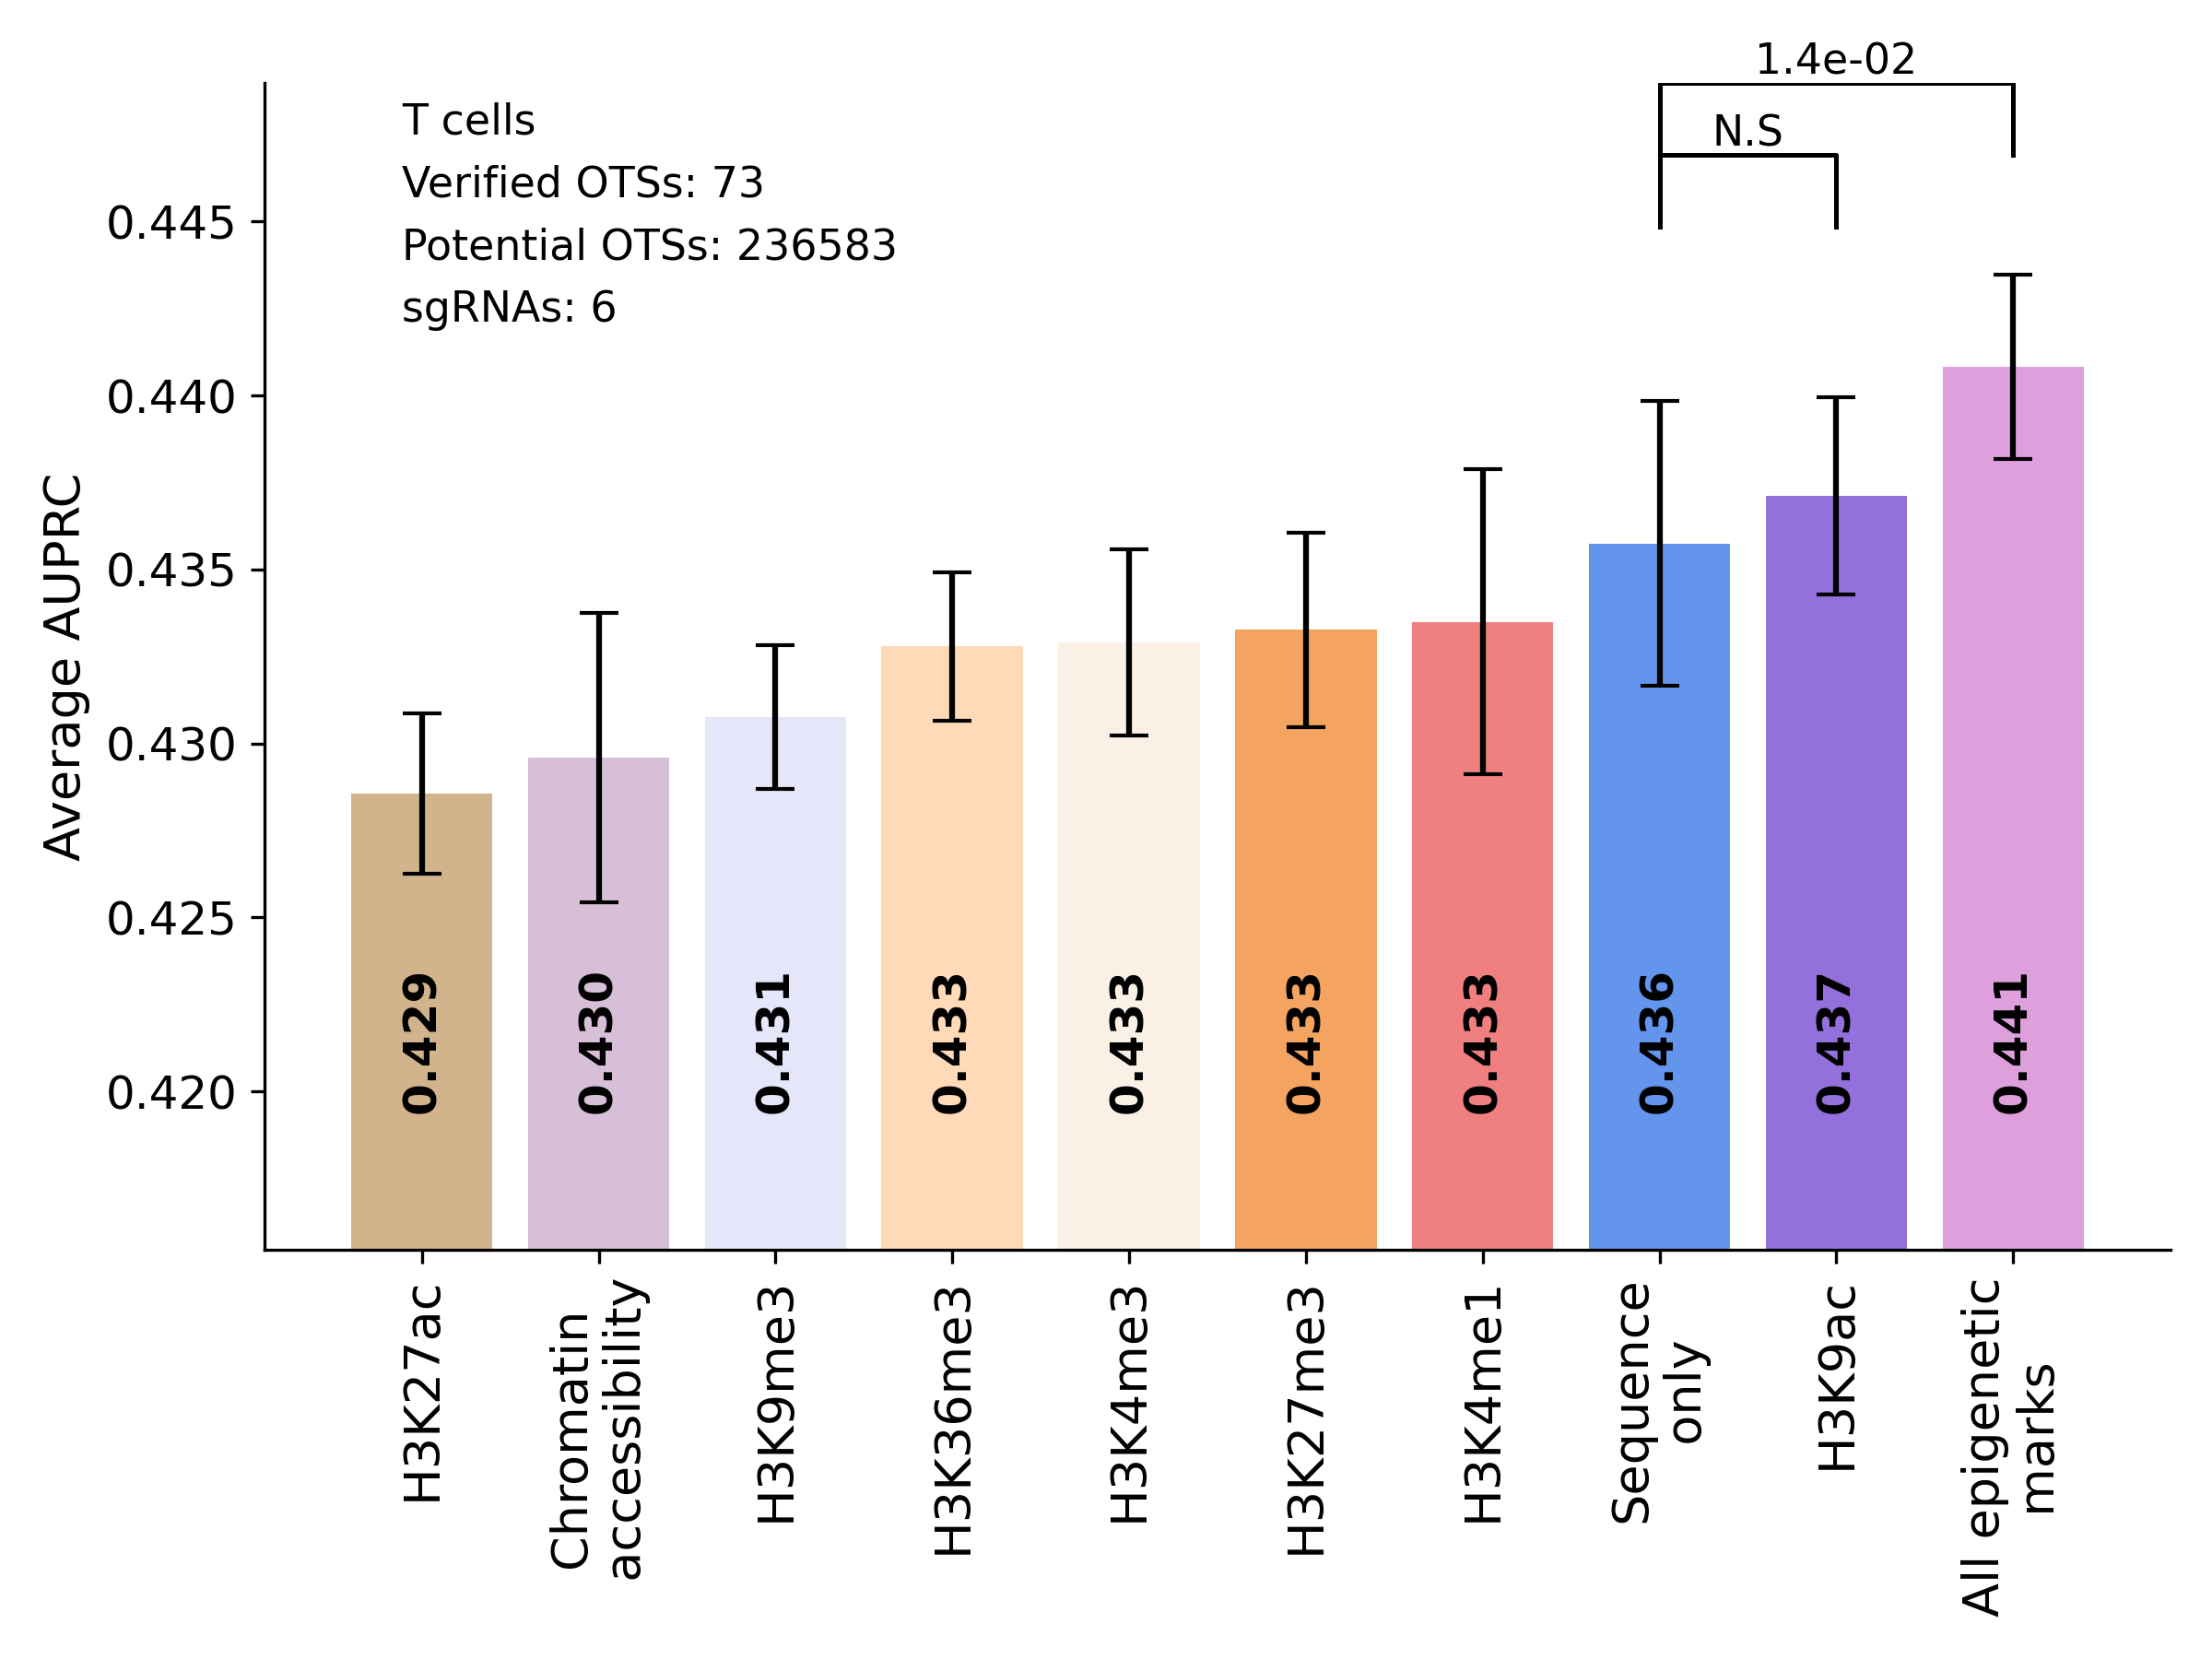 1.4e-02
N.S
T cells
Verified OTSs: 73
Potential OTSs: 236583
sgRNAs: 6
Average AUPRC
0.445
0.440
0.435
0.430
0.425
0.420
0.429
0.430
0.431
0.433
0.433
0.433
0.433
0.436
0.437
0.441
H3K27ac
Chromatin
accessibility
H3K9me3
H3K36me3
H3K4me3
H3K27me3
H3K4me1
Sequence
only
H3K9ac
All epigenetic
marks